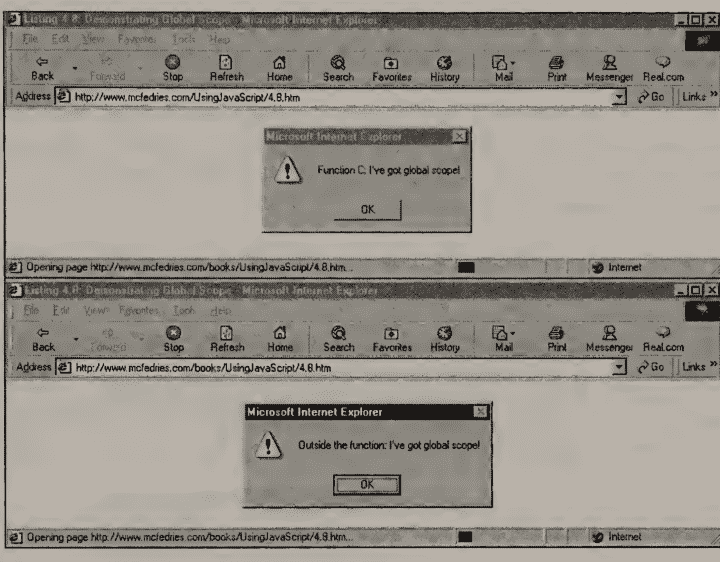 Listing 4.8: Demonstrating Global Scope - Microsoft Internet Explorer
File Edit View Favorites Tools Help
Back Forward Stop Refresh Home Search Favorites History Mail Print Messenger Real.com
Address http://www.mcfedries.com/UsingJavaScript/4.8.htm Go Links »
Microsoft Internet Explorer
Function C: I've got global scope!
OK
Opening page http://www.mcfedries.com/books/UsingJavaScript/4.8.htm... Internet
Listing 4.8: Demonstrating Global Scope - Microsoft Internet Explorer
File Edit View Favorites Tools Help
Back Forward Stop Refresh Home Search Favorites History Mail Print Messenger Real.com
Address http://www.mcfedries.com/books/UsingJavaScript/4.8.htm Go Links »
Microsoft Internet Explorer
Outside the function: I've got global scope!
OK
Opening page http://www.mcfedries.com/books/UsingJavaScript/4.8.htm... Internet